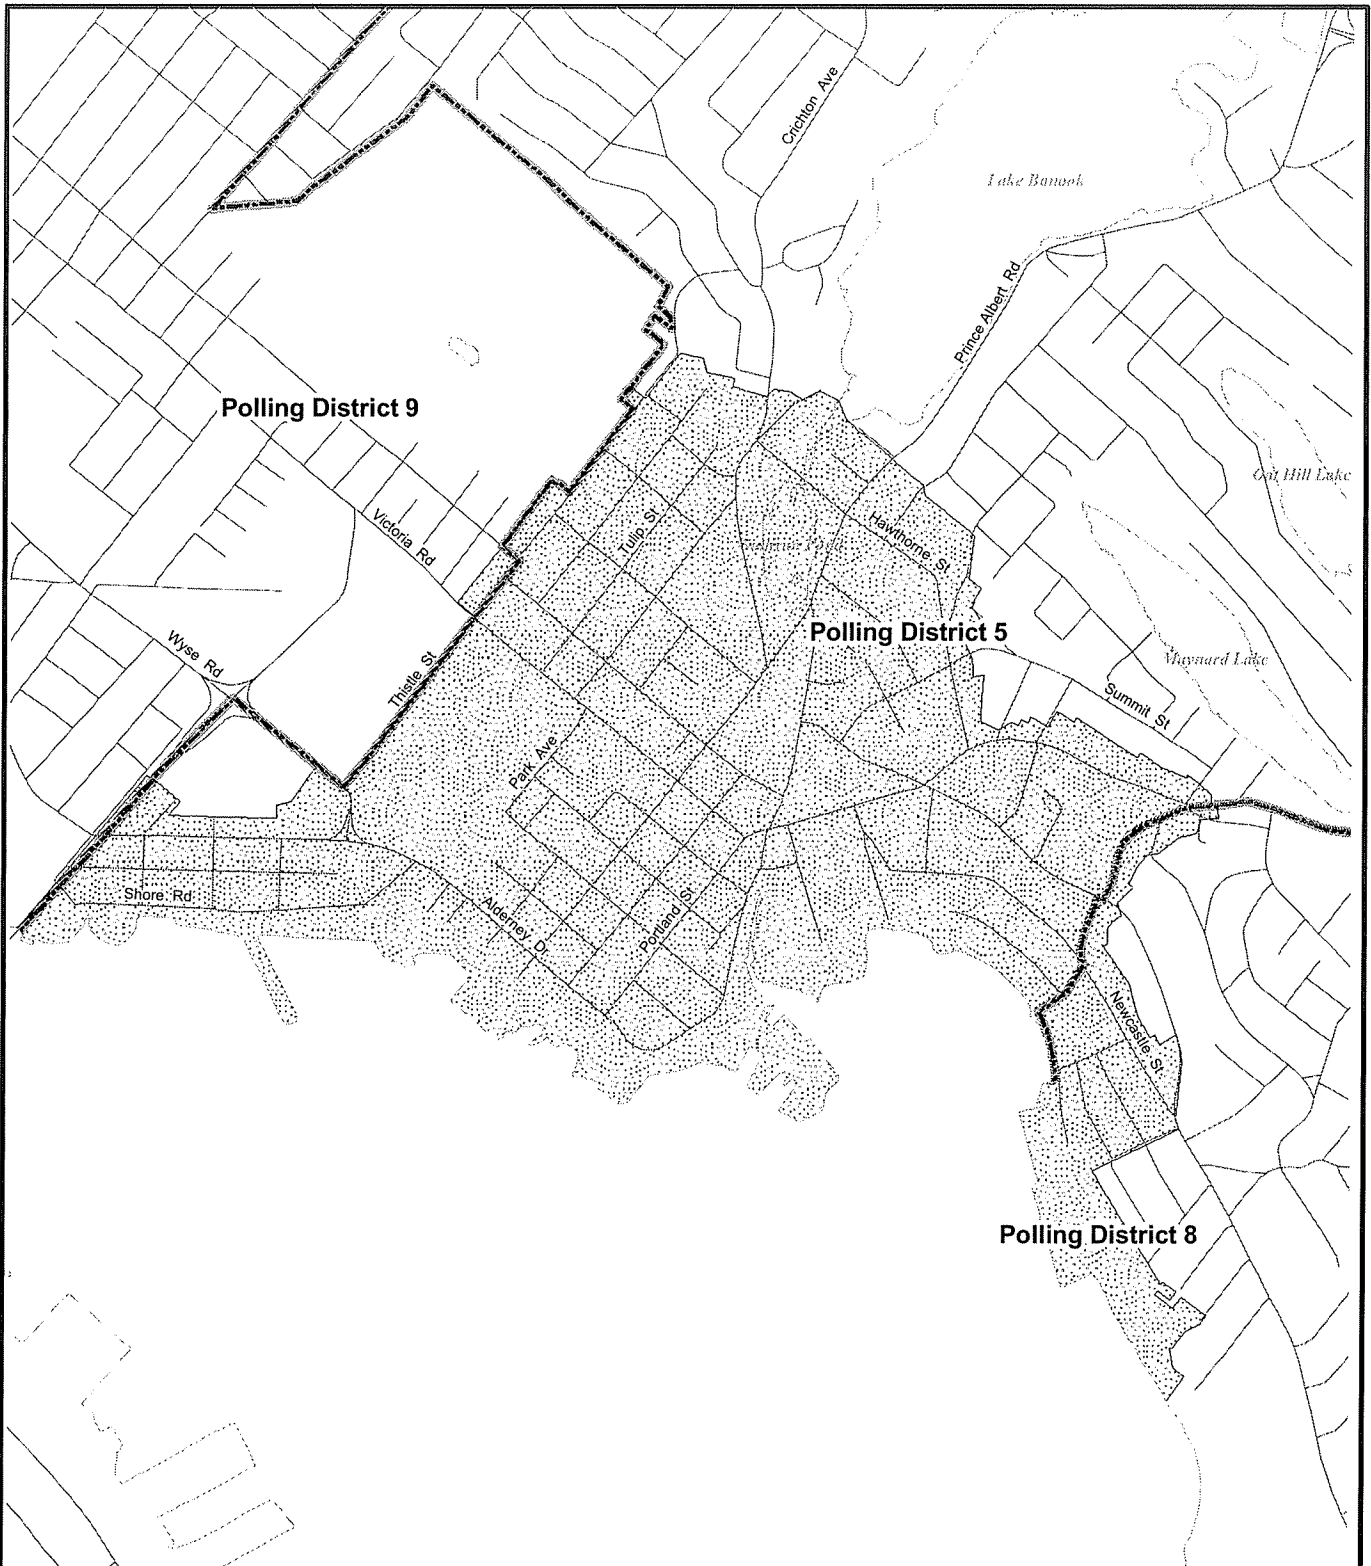 Crichton Ave
Lake Banook
Prince Albert Rd
Polling District 9
Oat Hill Lake
Victoria Rd
Tulip St
Hawthorne St
Polling District 5
Maynard Lake
Wyse Rd
Thistle St
Summit St
Park Ave
Shore Rd
Alderney Dr
Portland St
Newcastle St
Polling District 8